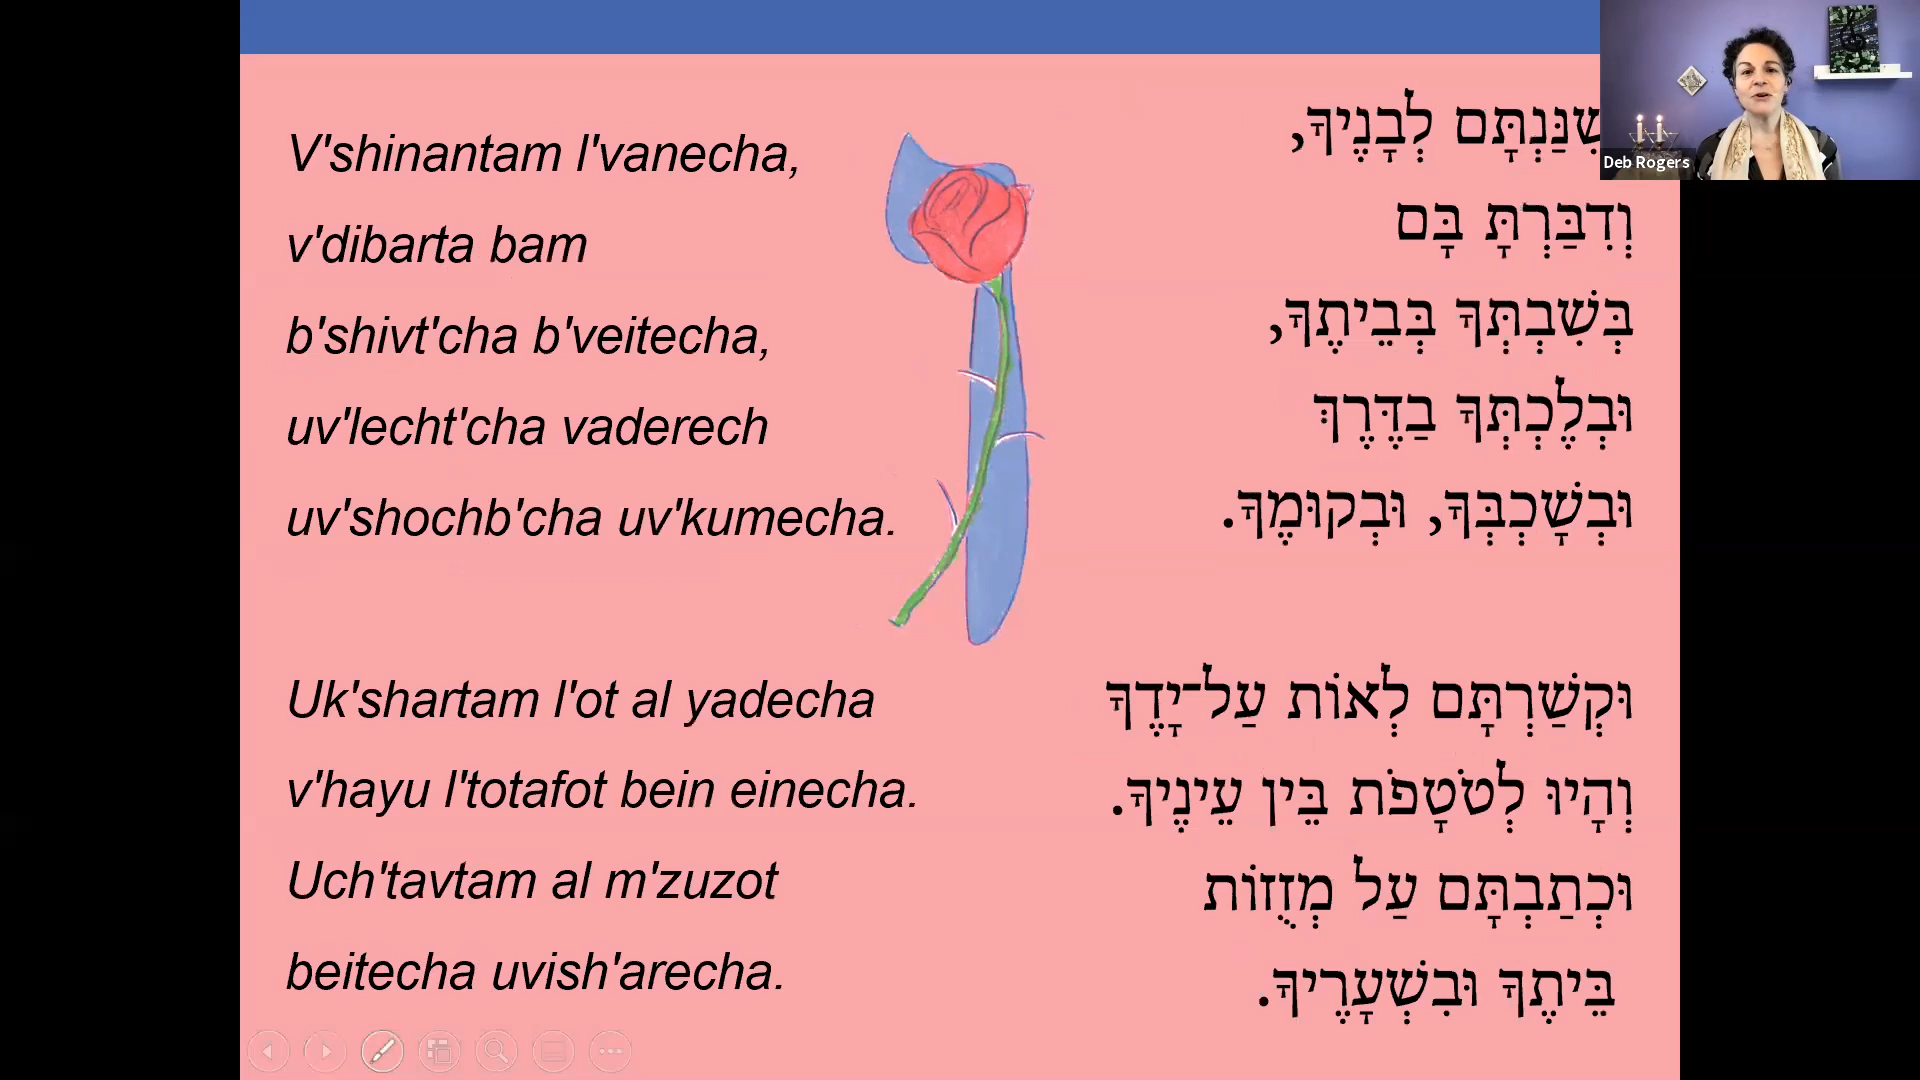 V'shinantam l'vanecha,
v'dibarta bam
b'shivt'cha b'veitecha,
uv'lecht'cha vaderech
uv'shochb'cha uv'kumecha.
Uk'shartam l'ot al yadecha
v'hayu l'totafot bein einecha.
Uch'tavtam al m'zuzot
beitecha uvish'arecha.
לְבָנֶיךָ,
וְדִבַּרְתָּ בָּם
בְּשִׁבְתְּךָ בְּבֵיתֶךָ,
וּבְלֶכְתְּךָ בַדֶּרֶךְ
וּבְשָׁכְבְּךָ, וּבְקוּמֶךָ.
וּקְשַׁרְתָּם לְאוֹת עַל־יָדֶךָ
וְהָיוּ לְטֹטָפֹת בֵּין עֵינֶיךָ.
וּכְתַבְתָּם עַל מְזֻזוֹת
בֵּיתֶךָ וּבִשְׁעָרֶיךָ.
Deb Rogers